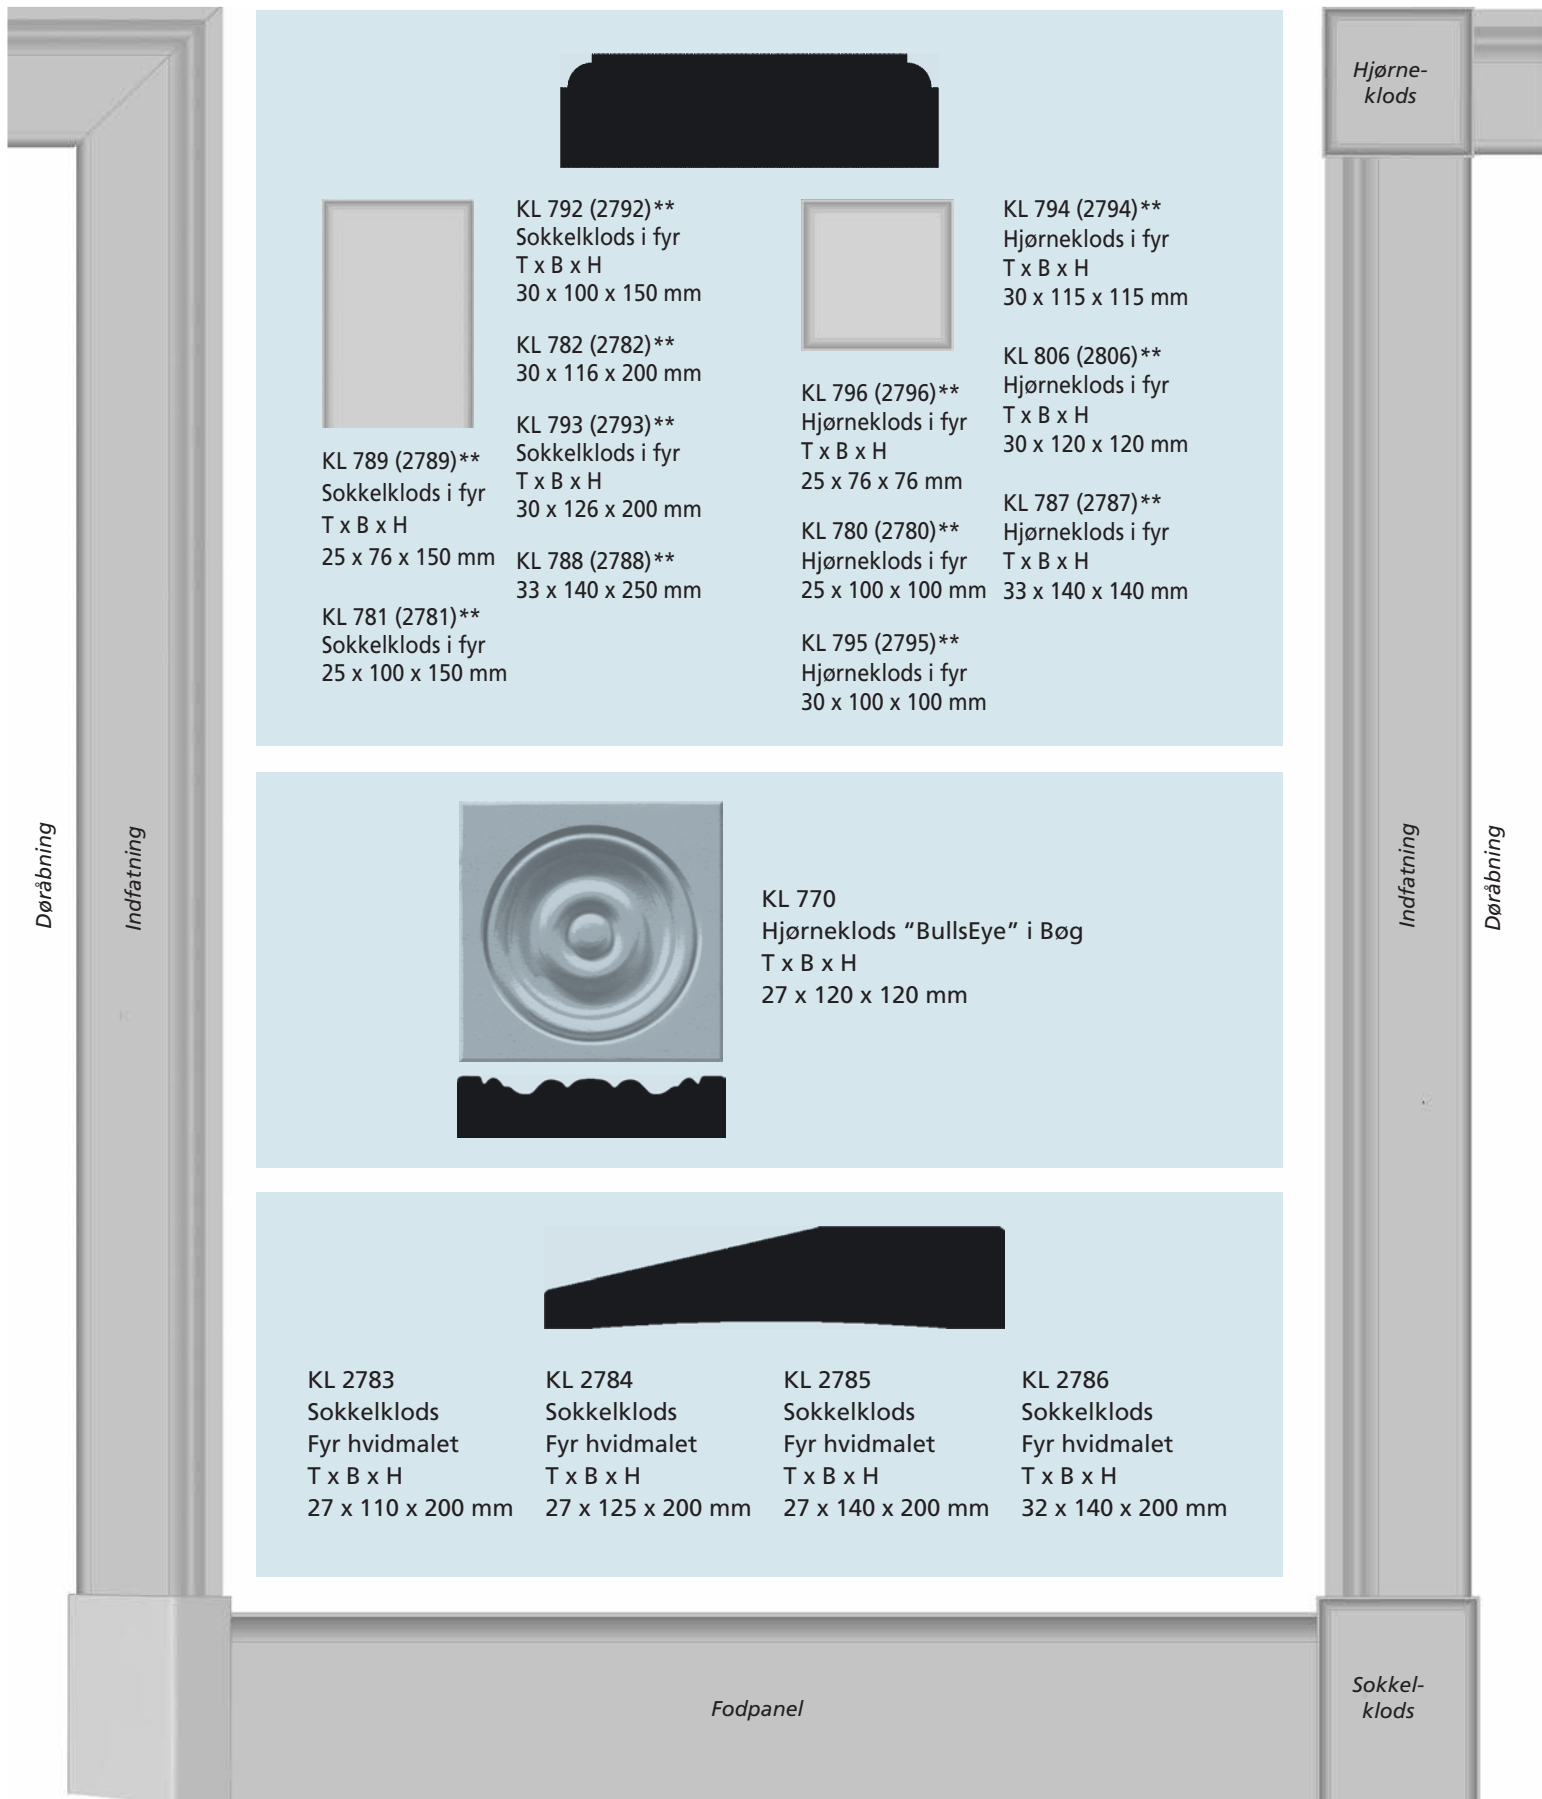 Hjørne-
klods
KL 789 (2789)**
Sokkelklods i fyr
T x B x H
25 x 76 x 150 mm
KL 781 (2781)**
Sokkelklods i fyr
25 x 100 x 150 mm
KL 792 (2792)**
Sokkelklods i fyr
T x B x H
30 x 100 x 150 mm
KL 782 (2782)**
30 x 116 x 200 mm
KL 793 (2793)**
Sokkelklods i fyr
T x B x H
30 x 126 x 200 mm
KL 788 (2788)**
33 x 140 x 250 mm
KL 796 (2796)**
Hjørneklods i fyr
T x B x H
25 x 76 x 76 mm
KL 780 (2780)**
Hjørneklods i fyr
25 x 100 x 100 mm
KL 795 (2795)**
Hjørneklods i fyr
30 x 100 x 100 mm
KL 794 (2794)**
Hjørneklods i fyr
T x B x H
30 x 115 x 115 mm
KL 806 (2806)**
Hjørneklods i fyr
T x B x H
30 x 120 x 120 mm
KL 787 (2787)**
Hjørneklods i fyr
T x B x H
33 x 140 x 140 mm
Døråbning
Indfatning
KL 770
Hjørneklods “BullsEye” i Bøg
T x B x H
27 x 120 x 120 mm
Indfatning
Døråbning
KL 2783
Sokkelklods
Fyr hvidmalet
T x B x H
27 x 110 x 200 mm
KL 2784
Sokkelklods
Fyr hvidmalet
T x B x H
27 x 125 x 200 mm
KL 2785
Sokkelklods
Fyr hvidmalet
T x B x H
27 x 140 x 200 mm
KL 2786
Sokkelklods
Fyr hvidmalet
T x B x H
32 x 140 x 200 mm
Fodpanel
Sokkel-
klods